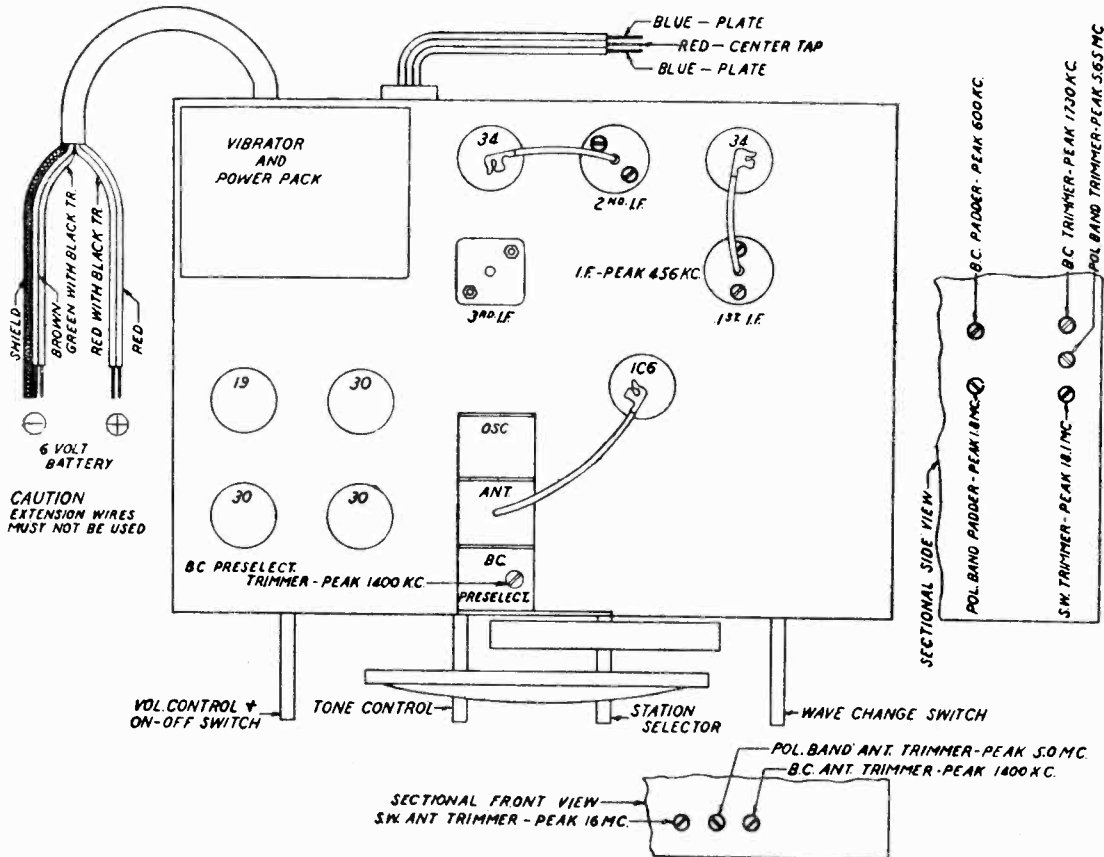 BLUE - PLATE
RED - CENTER TAP
BLUE - PLATE
VIBRATOR
AND
POWER PACK
34
2ND. I.F.
34
3RD. I.F.
I.F. - PEAK 456 KC.
1ST. I.F.
SHIELD
BROWN
GREEN WITH BLACK TR.
RED WITH BLACK TR.
RED
6 VOLT
BATTERY
CAUTION
EXTENSION WIRES
MUST NOT BE USED
19
30
30
30
1C6
OSC
ANT
B.C.
PRESELECT.
B.C PRESELECT.
TRIMMER - PEAK 1400 KC.
VOL. CONTROL +
ON-OFF SWITCH
TONE CONTROL
STATION
SELECTOR
WAVE CHANGE SWITCH
B.C. PADDER - PEAK 600 KC.
B.C TRIMMER - PEAK 1730 KC.
POL. BAND TRIMMER - PEAK 5.65 MC
POL. BAND PADDER - PEAK 1.8 MC.
S.W. TRIMMER - PEAK 18.1 MC
SECTIONAL SIDE VIEW
POL. BAND ANT. TRIMMER - PEAK 5.0 MC.
B.C. ANT. TRIMMER - PEAK 1400 KC.
SECTIONAL FRONT VIEW
S.W. ANT TRIMMER - PEAK 16 MC.